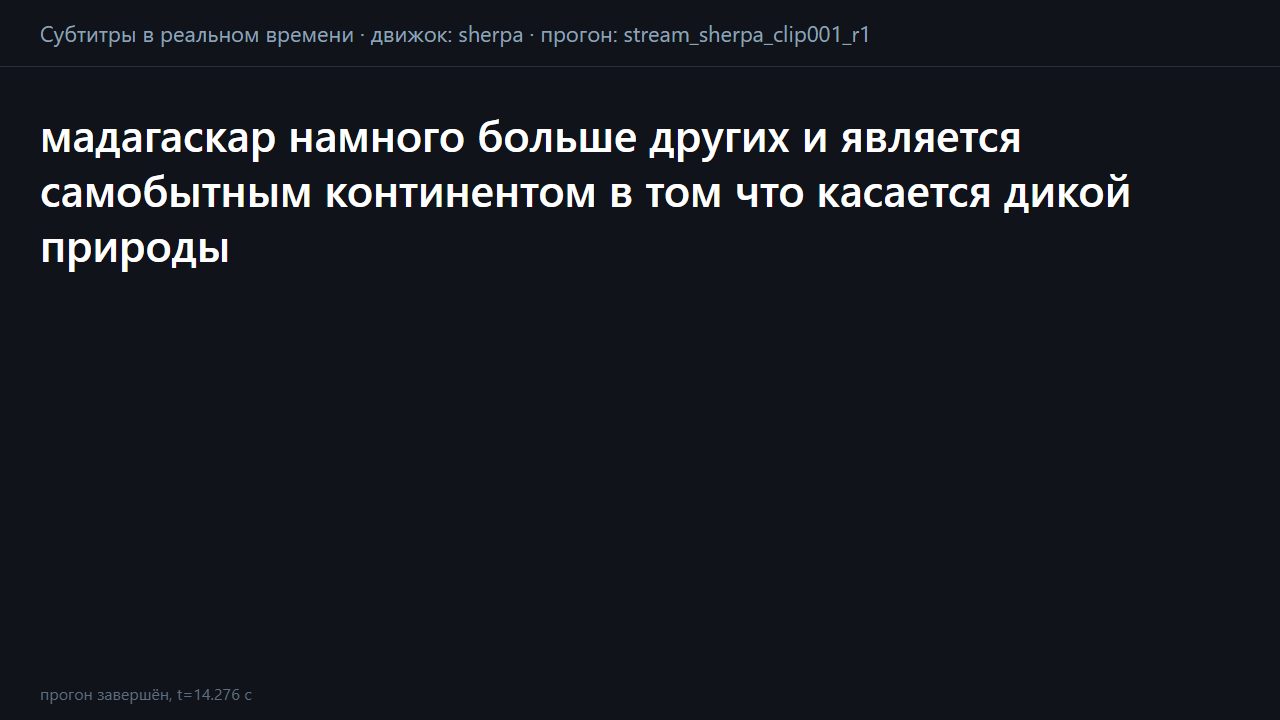 Субтитры в реальном времени · движок: sherpa · прогон: stream_sherpa_clip001_r1
мадагаскар намного больше других и является
самобытным континентом в том что касается дикой
природы
прогон завершён, t=14.276 с